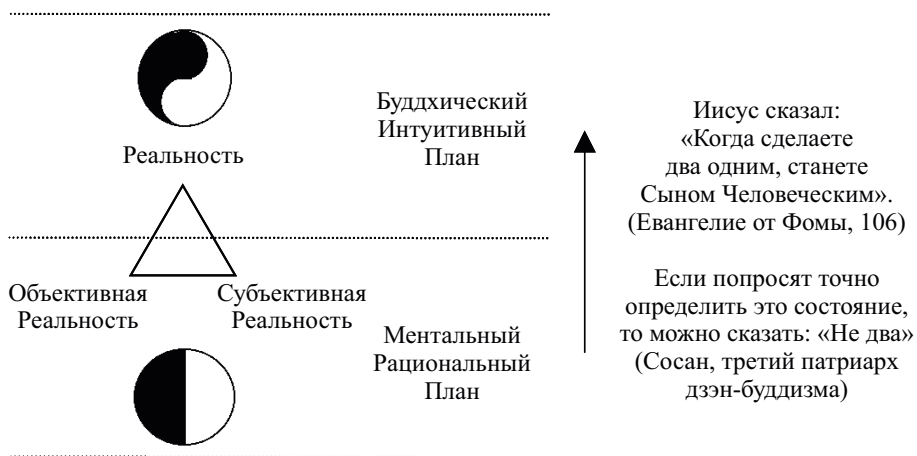 Реальность
Буддхический
Интуитивный
План
Объективная
Реальность
Субъективная
Реальность
Ментальный
Рациональный
План
Иисус сказал:
«Когда сделаете
два одним, станете
Сыном Человеческим».
(Евангелие от Фомы, 106)
Если попросят точно
определить это состояние,
то можно сказать: «Не два»
(Сосан, третий патриарх
дзэн-буддизма)